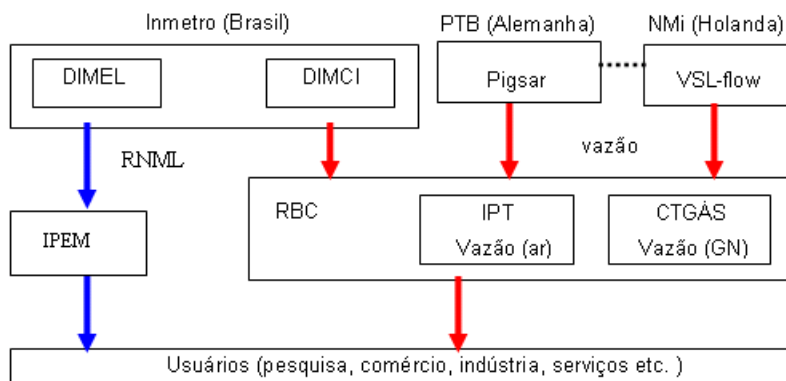 Inmetro (Brasil)
PTB (Alemanha)
NMi (Holanda)
DIMEL
DIMCI
Pigsar
VSL-flow
RNML
vazão
RBC
IPT
Vazão (ar)
CTGÁS
Vazão (GN)
IPEM
Usuários (pesquisa, comércio, indústria, serviços etc. )